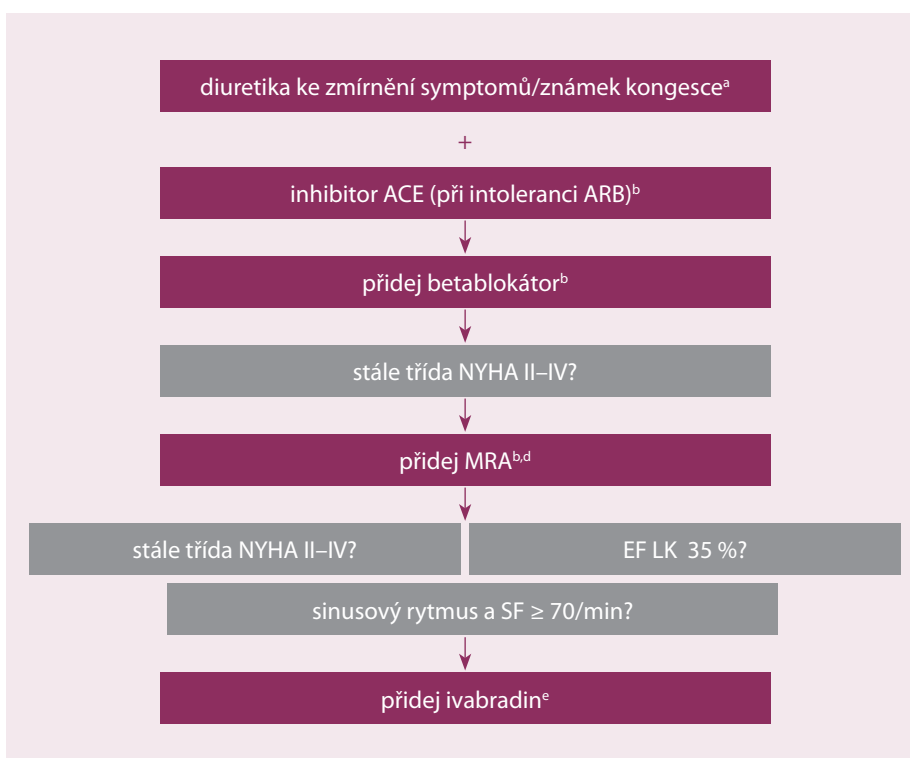 diuretika ke zmírnění symptomů/známek kongesceᵃ
+
inhibitor ACE (při intoleranci ARB)ᵇ
přidej betablokátorᵇ
stále třída NYHA II–IV?
přidej MRAᵇ,ᵈ
stále třída NYHA II–IV?
EF LK 35 %?
sinusový rytmus a SF ≥ 70/min?
přidej ivabradinᵉ